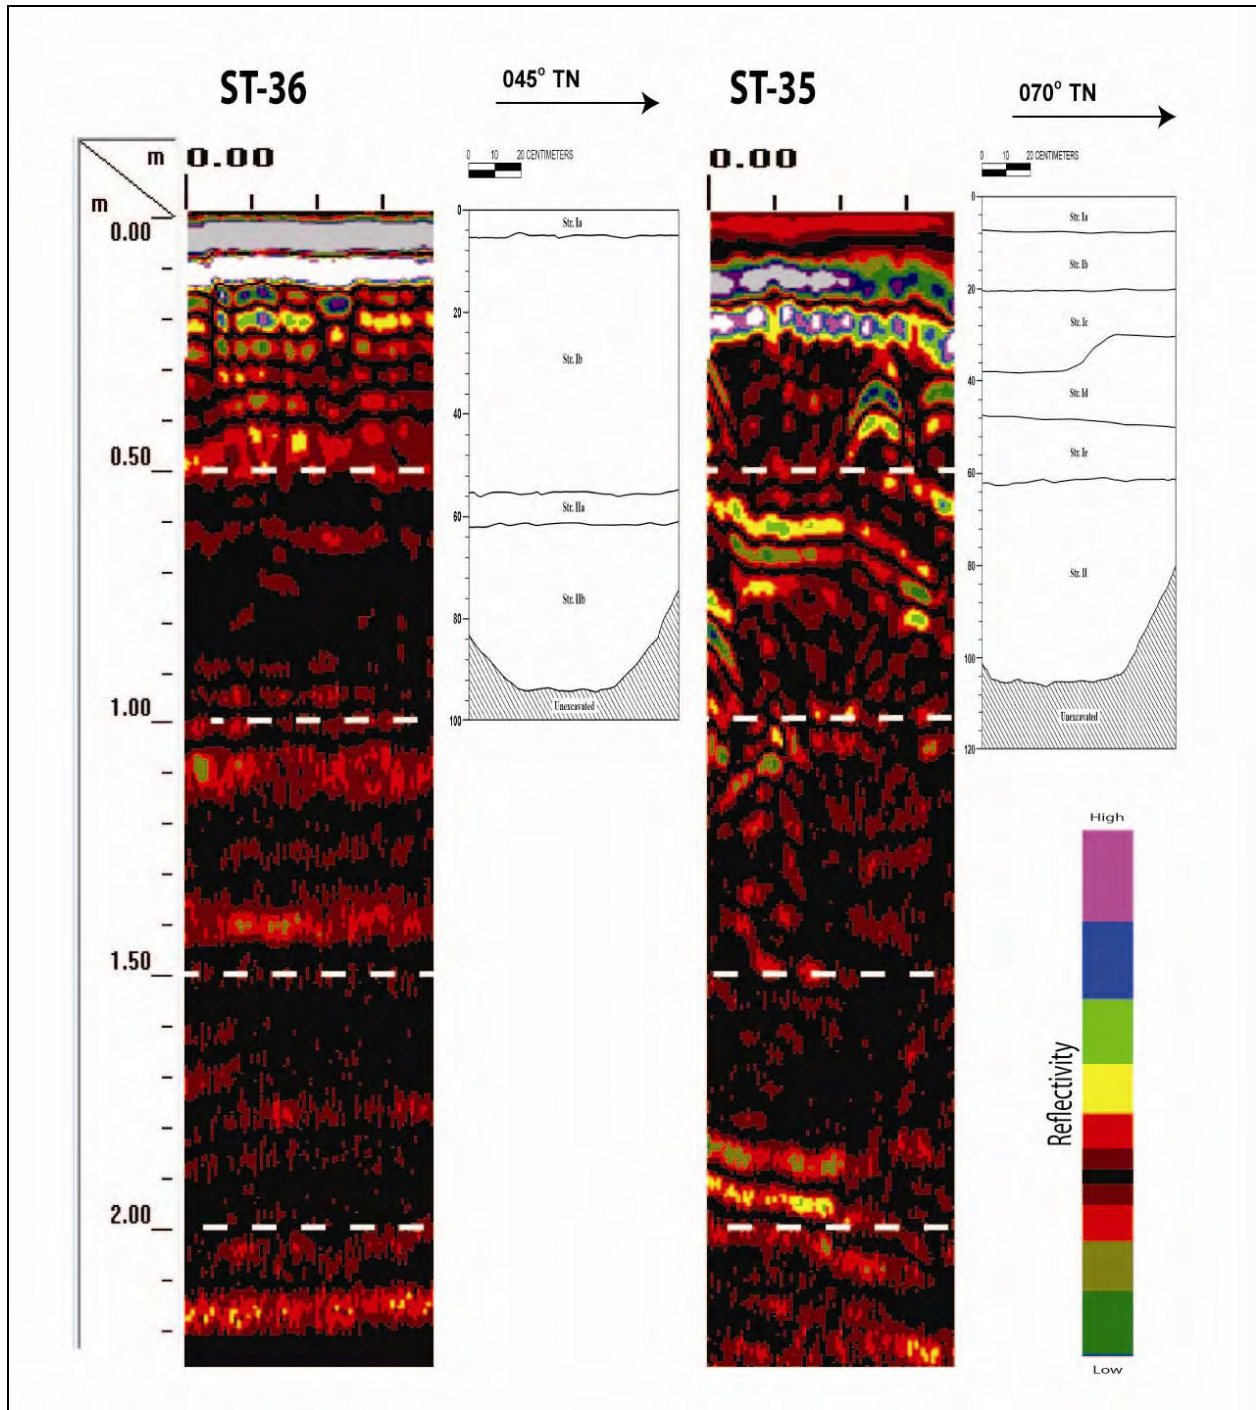 ST-36
045° TN
ST-35
070° TN
m
0.00
0 10 20 CENTIMETERS
0.00
0 10 20 CENTIMETERS
m
0.00
0.50
1.00
1.50
2.00
0
20
40
60
80
100
Str. Ia
Str. Ib
Str. IIa
Str. IIb
Unexcavated
0
20
40
60
80
100
120
Str. Ia
Str. Ib
Str. Ic
Str. Id
Str. Ie
Str. II
Unexcavated
High
Reflectivity
Low